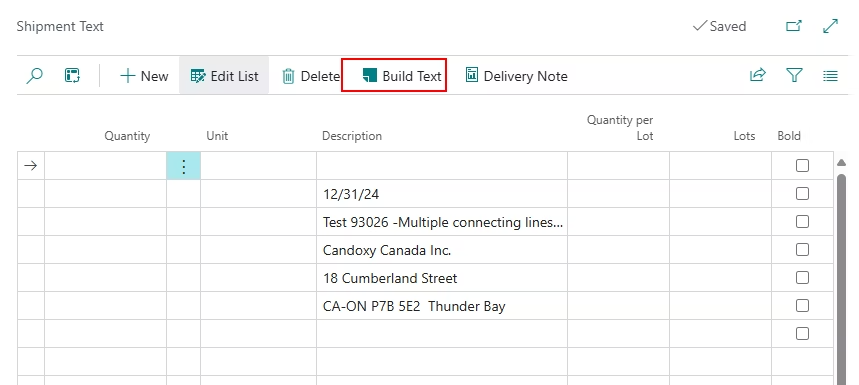 Shipment Text
Saved
New
Edit List
Delete
Build Text
Delivery Note
Quantity
Unit
Description
Quantity per
Lot
Lots
Bold
12/31/24
Test 93026 -Multiple connecting lines...
Candoxy Canada Inc.
18 Cumberland Street
CA-ON P7B 5E2  Thunder Bay